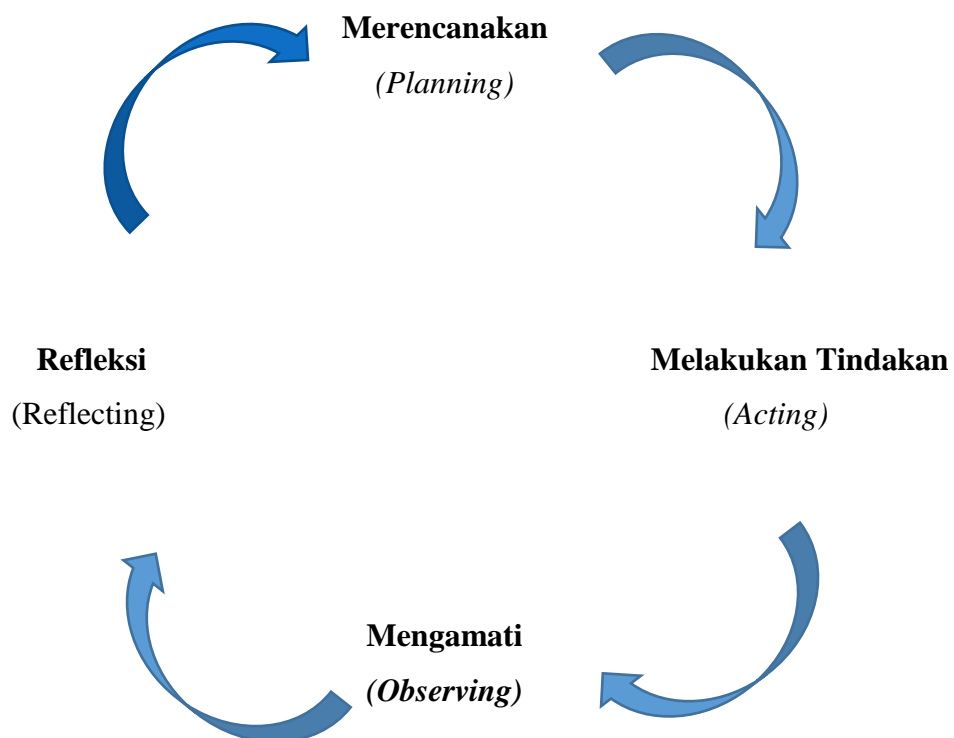 Merencanakan
(Planning)
Refleksi
(Reflecting)
Melakukan Tindakan
(Acting)
Mengamati
(Observing)